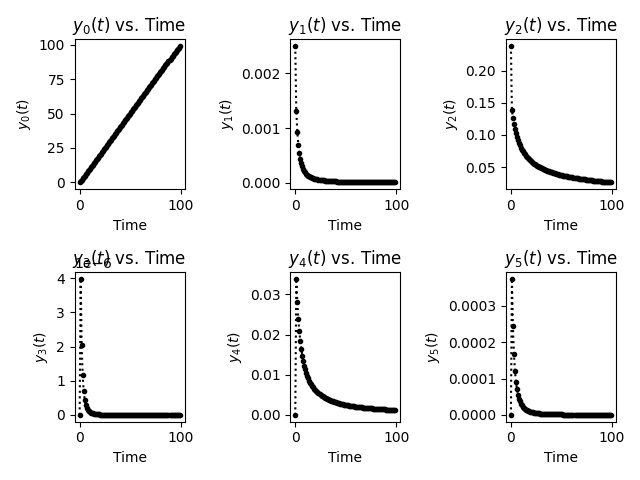 y₀(t) vs. Time
y₁(t) vs. Time
y₂(t) vs. Time
100
75
50
25
0
y₀(t)
0 100
Time
0.002
0.001
0.000
y₁(t)
0 100
Time
0.20
0.15
0.10
0.05
y₂(t)
0 100
Time
y₃(t) vs. Time
1e−6
4
3
2
1
0
y₃(t)
0 100
Time
y₄(t) vs. Time
0.03
0.02
0.01
0.00
y₄(t)
0 100
Time
y₅(t) vs. Time
0.0003
0.0002
0.0001
0.0000
y₅(t)
0 100
Time